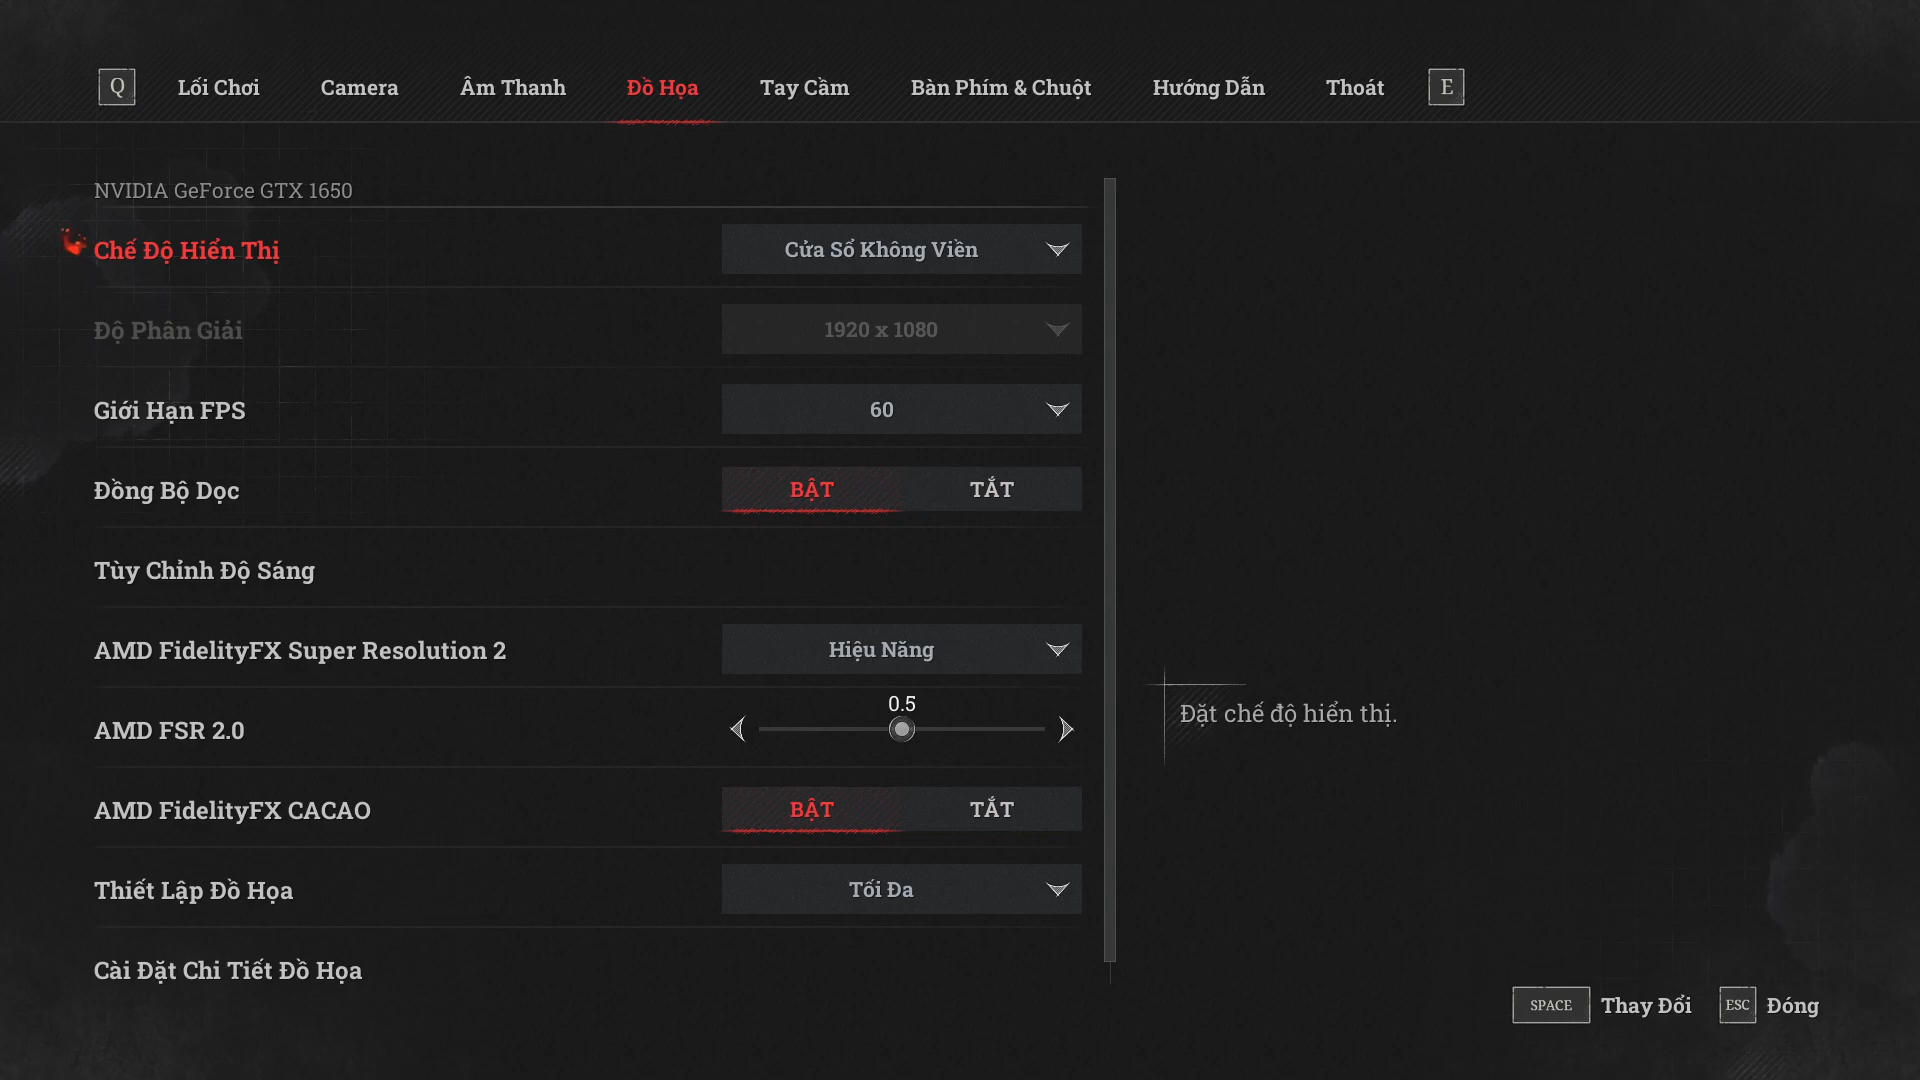 Q Lối Chơi Camera Âm Thanh Đồ Họa Tay Cầm Bàn Phím & Chuột Hướng Dẫn Thoát E
NVIDIA GeForce GTX 1650
Chế Độ Hiển Thị Cửa Sổ Không Viền
Độ Phân Giải 1920 x 1080
Giới Hạn FPS 60
Đồng Bộ Dọc BẬT TẮT
Tùy Chỉnh Độ Sáng
AMD FidelityFX Super Resolution 2 Hiệu Năng
0.5
AMD FSR 2.0
Đặt chế độ hiển thị.
AMD FidelityFX CACAO BẬT TẮT
Thiết Lập Đồ Họa Tối Đa
Cài Đặt Chi Tiết Đồ Họa
SPACE Thay Đổi ESC Đóng